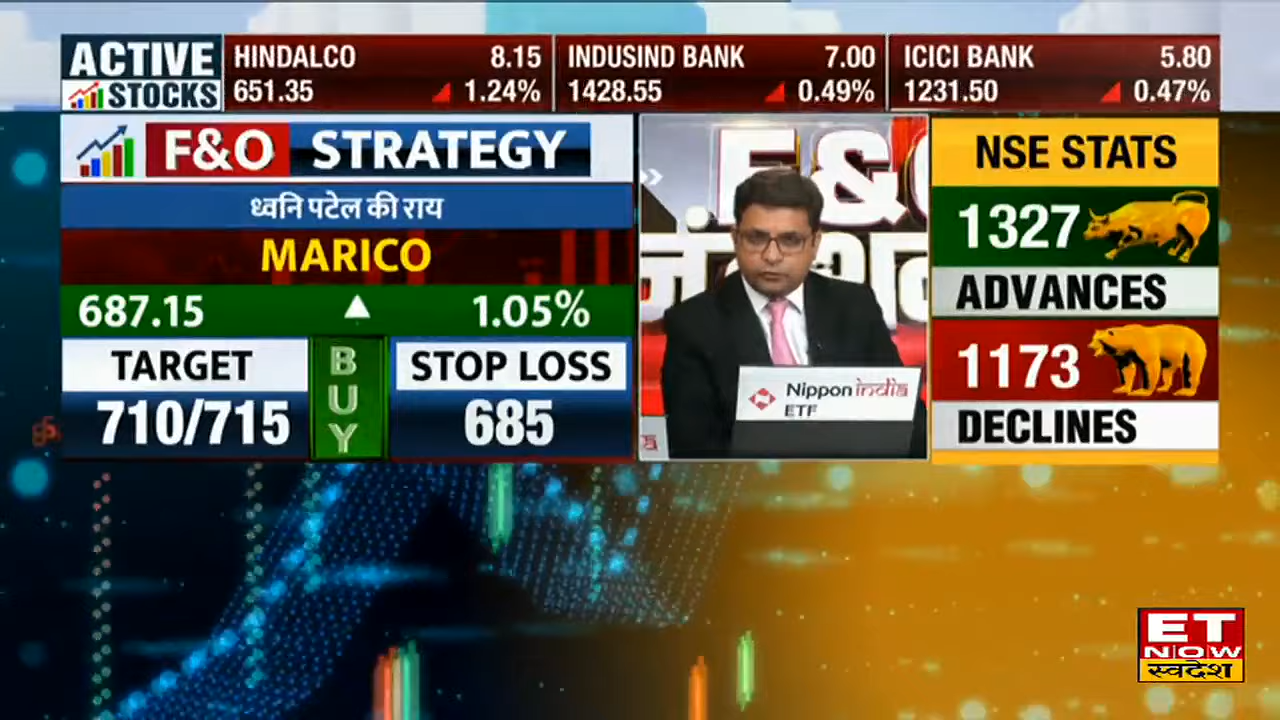 ACTIVE
STOCKS
HINDALCO 8.15
651.35 1.24%
INDUSIND BANK 7.00
1428.55 0.49%
ICICI BANK 5.80
1231.50 0.47%
F&O STRATEGY
ध्वनि पटेल की राय
MARICO
687.15 1.05%
TARGET
710/715
BUY
STOP LOSS
685
Nippon india
ETF
NSE STATS
1327
ADVANCES
1173
DECLINES
ET
NOW
स्वदेश